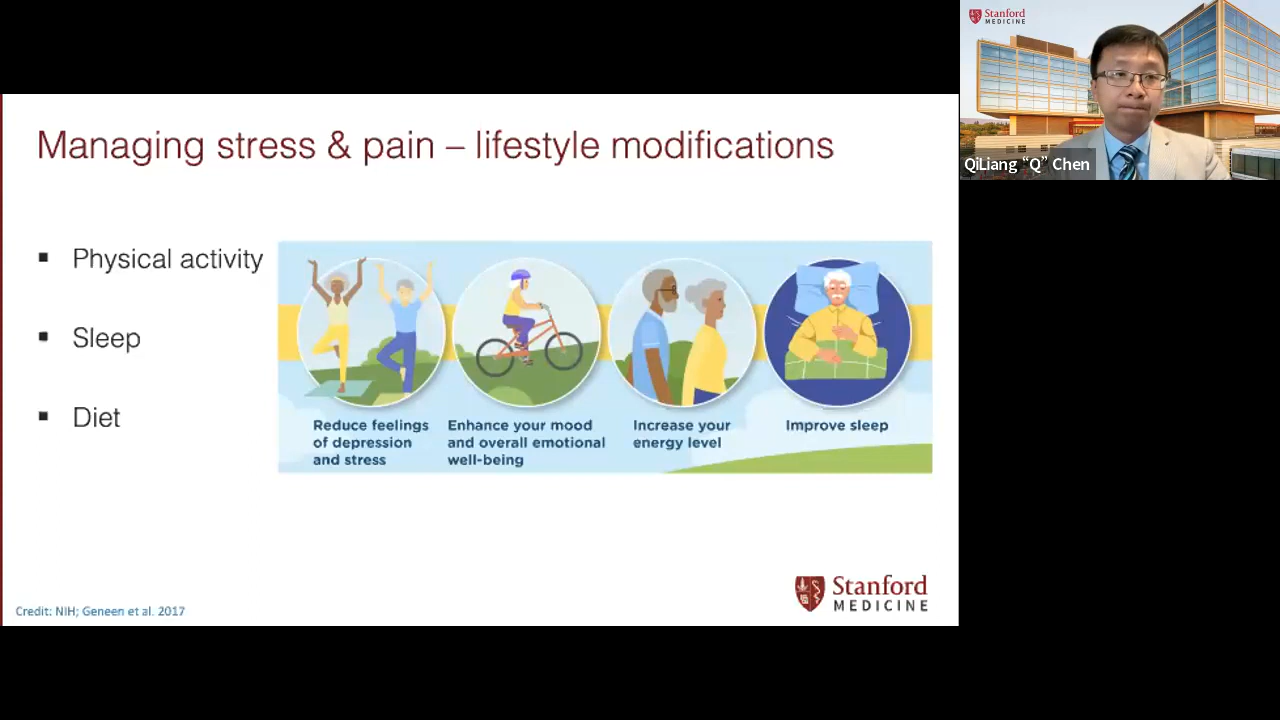 Stanford
MEDICINE
QiLiang “Q” Chen
Managing stress & pain – lifestyle modifications
▪ Physical activity
▪ Sleep
▪ Diet
Reduce feelings
of depression
and stress
Enhance your mood
and overall emotional
well-being
Increase your
energy level
Improve sleep
Credit: NIH; Geneen et al. 2017
Stanford
MEDICINE